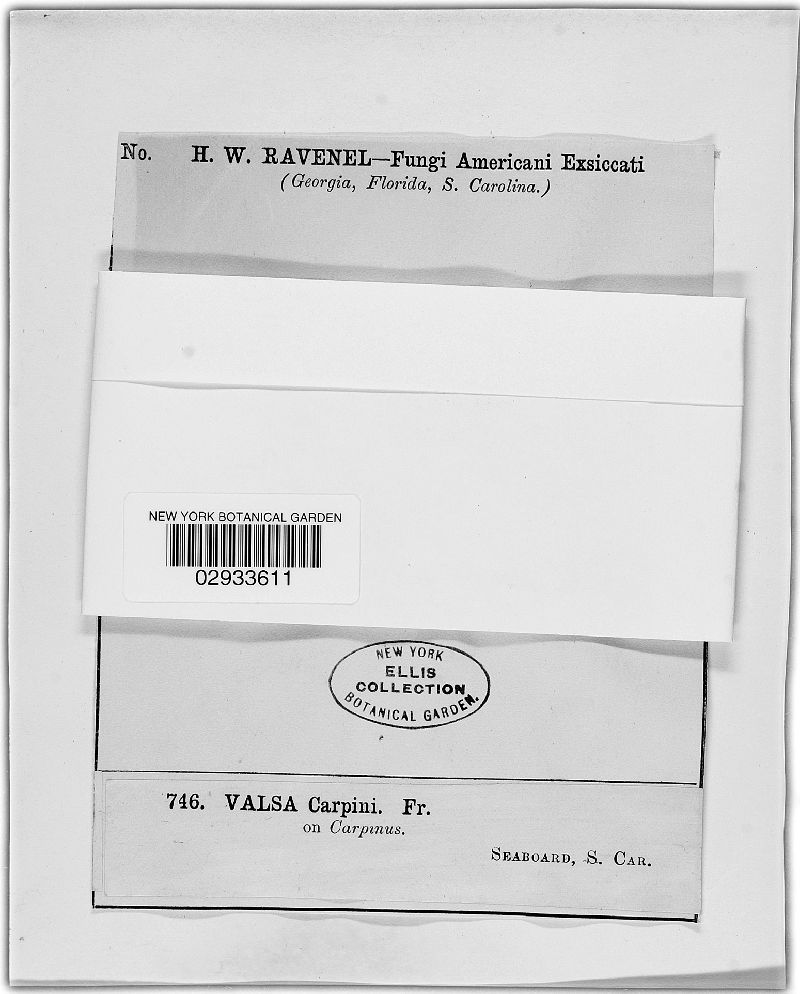 No. H. W. RAVENEL—Fungi Americani Exsiccati
(Georgia, Florida, S. Carolina.)
NEW YORK BOTANICAL GARDEN
02933611
NEW YORK
ELLIS
COLLECTION
BOTANICAL GARDEN.
746. VALSA Carpini. Fr.
on Carpinus.
SEABOARD, S. CAR.